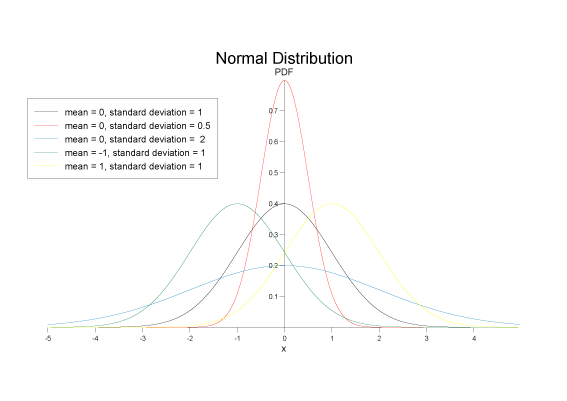 Normal Distribution
PDF
mean = 0, standard deviation = 1
mean = 0, standard deviation = 0.5
mean = 0, standard deviation =  2
mean = -1, standard deviation = 1
mean = 1, standard deviation = 1
0.7
0.6
0.5
0.4
0.3
0.2
0.1
-5 -4 -3 -2 -1 0 1 2 3 4
x